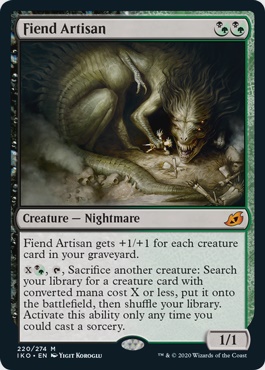 Fiend Artisan
Creature — Nightmare
Fiend Artisan gets +1/+1 for each creature
card in your graveyard.
X, Sacrifice another creature: Search
your library for a creature card with
converted mana cost X or less, put it onto
the battlefield, then shuffle your library.
Activate this ability only any time you
could cast a sorcery.
1/1
220/274 M
IKO • EN Yigit Koroglu
™ & © 2020 Wizards of the Coast